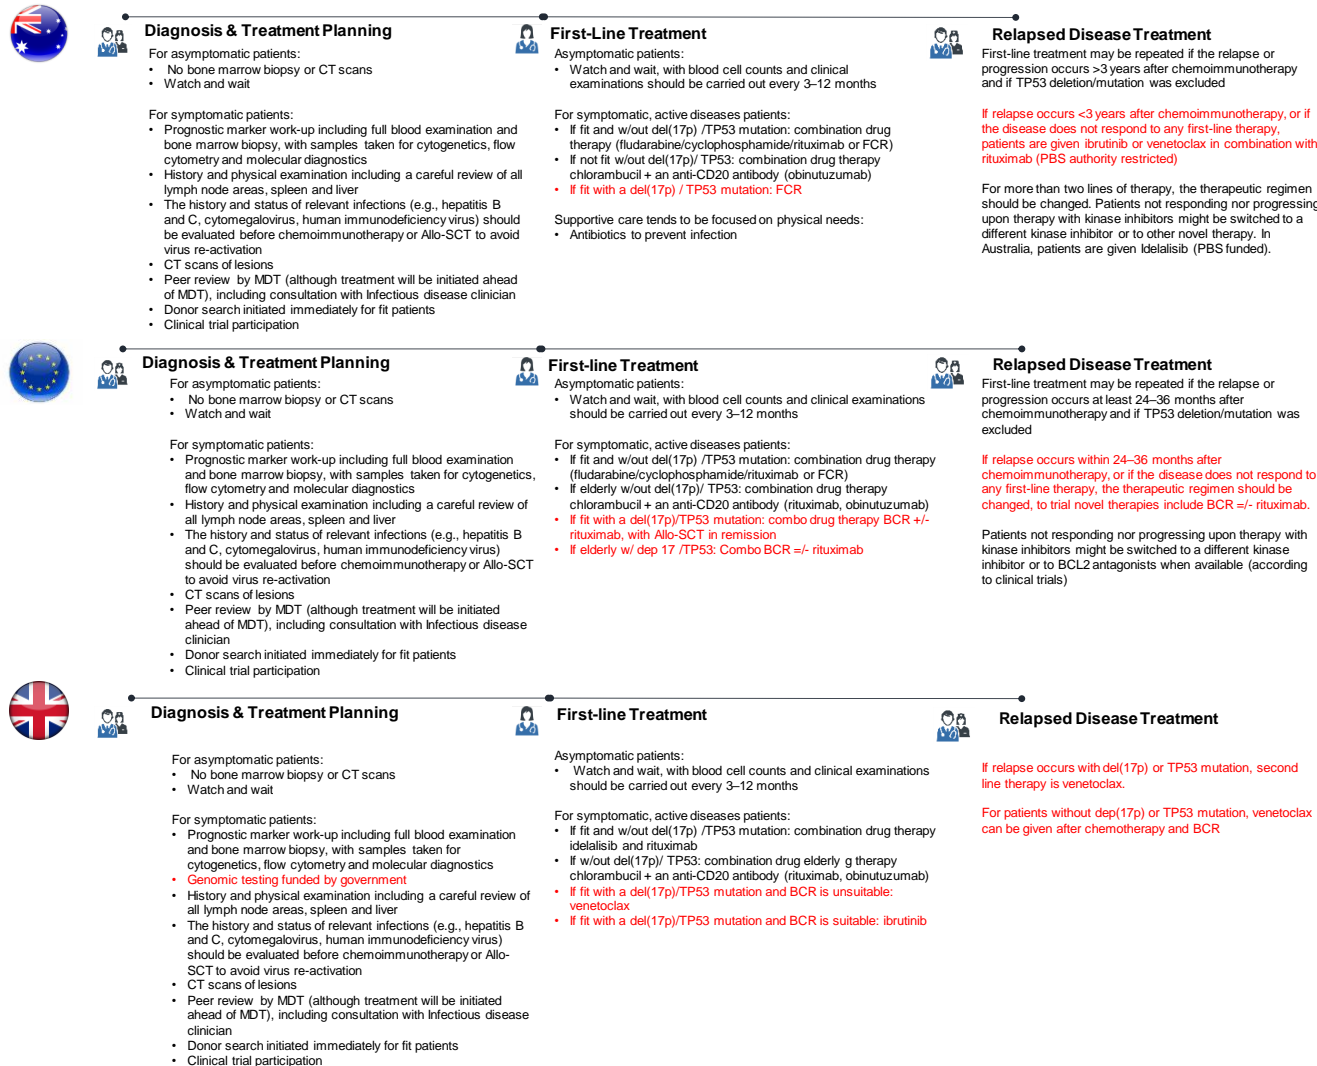 Diagnosis & Treatment Planning
For asymptomatic patients:
• No bone marrow biopsy or CT scans
• Watch and wait
For symptomatic patients:
• Prognostic marker work-up including full blood examination and
bone marrow biopsy, with samples taken for cytogenetics, flow
cytometry and molecular diagnostics
• History and physical examination including a careful review of all
lymph node areas, spleen and liver
• The history and status of relevant infections (e.g., hepatitis B
and C, cytomegalovirus, human immunodeficiency virus) should
be evaluated before chemoimmunotherapy or Allo-SCT to avoid
virus re-activation
• CT scans of lesions
• Peer review by MDT (although treatment will be initiated ahead
of MDT), including consultation with Infectious disease clinician
• Donor search initiated immediately for fit patients
• Clinical trial participation
First-Line Treatment
Asymptomatic patients:
• Watch and wait, with blood cell counts and clinical
examinations should be carried out every 3–12 months
For symptomatic, active diseases patients:
• If fit and w/out del(17p) /TP53 mutation: combination drug
therapy (fludarabine/cyclophosphamide/rituximab or FCR)
• If not fit w/out del(17p)/ TP53: combination drug therapy
chlorambucil + an anti-CD20 antibody (obinutuzumab)
• If fit with a del(17p) / TP53 mutation: FCR
Supportive care tends to be focused on physical needs:
• Antibiotics to prevent infection
Relapsed Disease Treatment
First-line treatment may be repeated if the relapse or
progression occurs >3 years after chemoimmunotherapy
and if TP53 deletion/mutation was excluded
If relapse occurs <3 years after chemoimmunotherapy, or if
the disease does not respond to any first-line therapy,
patients are given ibrutinib or venetoclax in combination with
rituximab (PBS authority restricted)
For more than two lines of therapy, the therapeutic regimen
should be changed. Patients not responding nor progressing
upon therapy with kinase inhibitors might be switched to a
different kinase inhibitor or to other novel therapy. In
Australia, patients are given Idelalisib (PBS funded).
Diagnosis & Treatment Planning
For asymptomatic patients:
• No bone marrow biopsy or CT scans
• Watch and wait
For symptomatic patients:
• Prognostic marker work-up including full blood examination
and bone marrow biopsy, with samples taken for cytogenetics,
flow cytometry and molecular diagnostics
• History and physical examination including a careful review of
all lymph node areas, spleen and liver
• The history and status of relevant infections (e.g., hepatitis B
and C, cytomegalovirus, human immunodeficiency virus)
should be evaluated before chemoimmunotherapy or Allo-SCT
to avoid virus re-activation
• CT scans of lesions
• Peer review by MDT (although treatment will be initiated
ahead of MDT), including consultation with Infectious disease
clinician
• Donor search initiated immediately for fit patients
• Clinical trial participation
First-line Treatment
Asymptomatic patients:
• Watch and wait, with blood cell counts and clinical examinations
should be carried out every 3–12 months
For symptomatic, active diseases patients:
• If fit and w/out del(17p) /TP53 mutation: combination drug therapy
(fludarabine/cyclophosphamide/rituximab or FCR)
• If elderly w/out del(17p)/ TP53: combination drug therapy
chlorambucil + an anti-CD20 antibody (rituximab, obinutuzumab)
• If fit with a del(17p)/TP53 mutation: combo drug therapy BCR +/-
rituximab, with Allo-SCT in remission
• If elderly w/ dep 17 /TP53: Combo BCR =/- rituximab
Relapsed Disease Treatment
First-line treatment may be repeated if the relapse or
progression occurs at least 24–36 months after
chemoimmunotherapy and if TP53 deletion/mutation was
excluded
If relapse occurs within 24–36 months after
chemoimmunotherapy, or if the disease does not respond to
any first-line therapy, the therapeutic regimen should be
changed, to trial novel therapies include BCR =/- rituximab.
Patients not responding nor progressing upon therapy with
kinase inhibitors might be switched to a different kinase
inhibitor or to BCL2 antagonists when available (according
to clinical trials)
Diagnosis & Treatment Planning
For asymptomatic patients:
• No bone marrow biopsy or CT scans
• Watch and wait
For symptomatic patients:
• Prognostic marker work-up including full blood examination
and bone marrow biopsy, with samples taken for
cytogenetics, flow cytometry and molecular diagnostics
• Genomic testing funded by government
• History and physical examination including a careful review of
all lymph node areas, spleen and liver
• The history and status of relevant infections (e.g., hepatitis B
and C, cytomegalovirus, human immunodeficiency virus)
should be evaluated before chemoimmunotherapy or Allo-
SCT to avoid virus re-activation
• CT scans of lesions
• Peer review by MDT (although treatment will be initiated
ahead of MDT), including consultation with Infectious disease
clinician
• Donor search initiated immediately for fit patients
• Clinical trial participation
First-line Treatment
Asymptomatic patients:
• Watch and wait, with blood cell counts and clinical examinations
should be carried out every 3–12 months
For symptomatic, active diseases patients:
• If fit and w/out del(17p) /TP53 mutation: combination drug therapy
idelalisib and rituximab
• If w/out del(17p)/ TP53: combination drug elderly g therapy
chlorambucil + an anti-CD20 antibody (rituximab, obinutuzumab)
• If fit with a del(17p)/TP53 mutation and BCR is unsuitable:
venetoclax
• If fit with a del(17p)/TP53 mutation and BCR is suitable: ibrutinib
Relapsed Disease Treatment
If relapse occurs with del(17p) or TP53 mutation, second
line therapy is venetoclax.
For patients without dep(17p) or TP53 mutation, venetoclax
can be given after chemotherapy and BCR